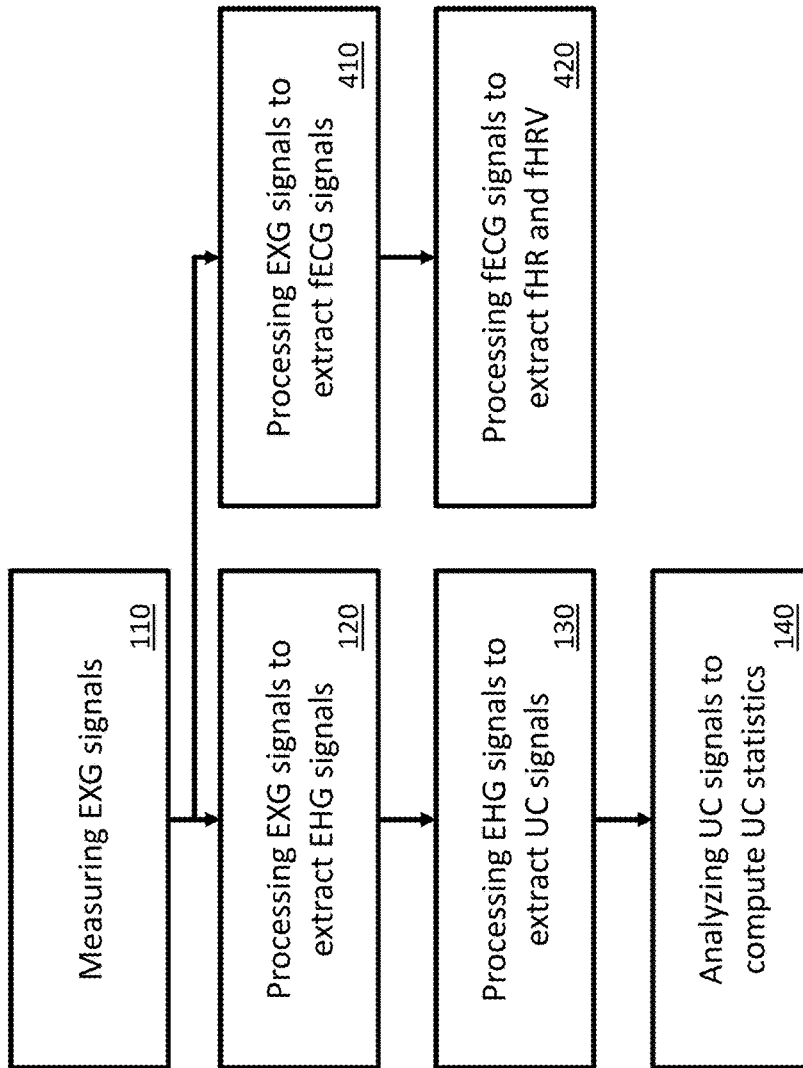 Measuring EXG signals
110
Processing EXG signals to
extract EHG signals
120
Processing EHG signals to
extract UC signals
130
Analyzing UC signals to
compute UC statistics
140
Processing EXG signals to
extract fECG signals
410
Processing fECG signals to
extract fHR and fHRV
420